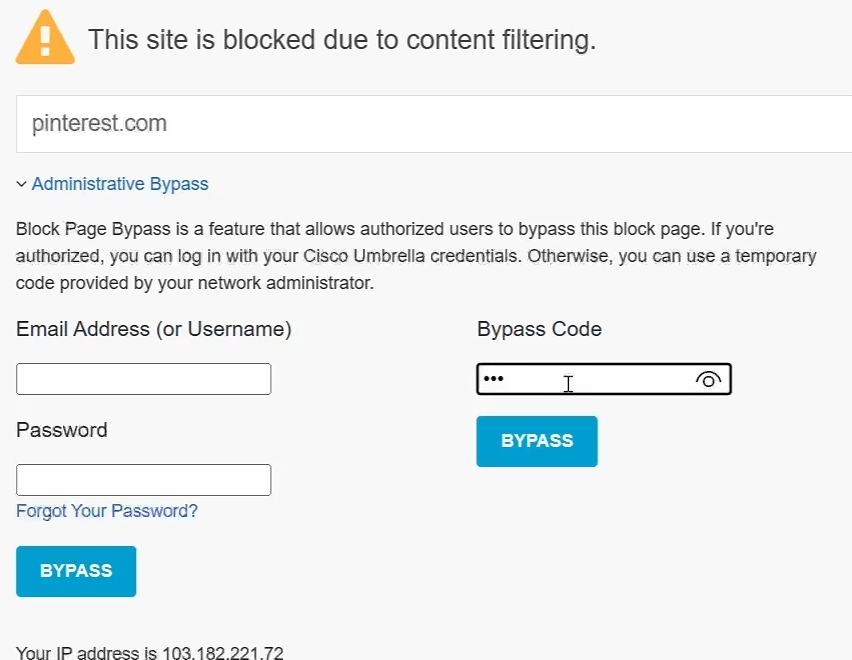 This site is blocked due to content filtering.
pinterest.com
Administrative Bypass
Block Page Bypass is a feature that allows authorized users to bypass this block page. If you're
authorized, you can log in with your Cisco Umbrella credentials. Otherwise, you can use a temporary
code provided by your network administrator.
Email Address (or Username)
Bypass Code
•••
BYPASS
Password
Forgot Your Password?
BYPASS
Your IP address is 103.182.221.72